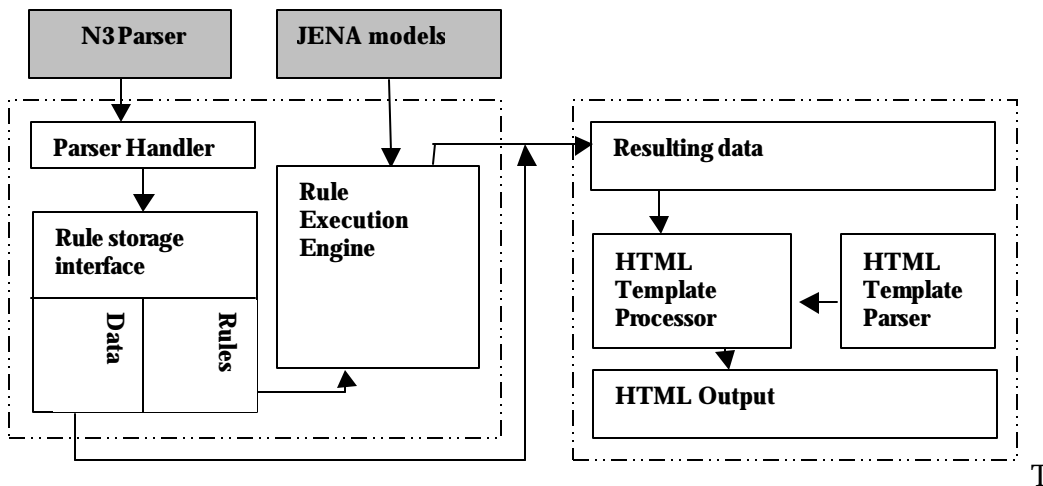 N3 Parser
JENA models
Parser Handler
Resulting data
Rule
Execution
Engine
Rule storage
interface
Data
Rules
HTML
Template
Processor
HTML
Template
Parser
HTML Output
T